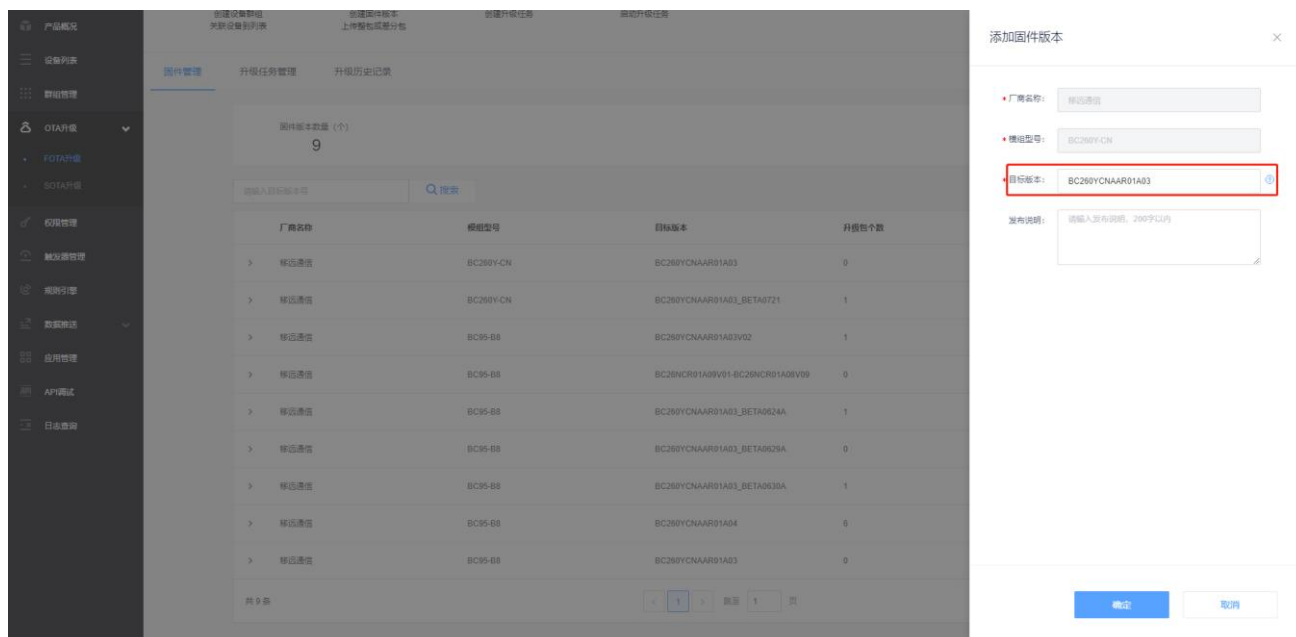 产品概况
设备列表
群组管理
OTA升级
FOTA升级
SOTA升级
权限管理
触发器管理
规则引擎
数据推送
应用管理
API调试
日志查询
创建设备群组
关联设备到列表
创建固件版本
上传整包或差分包
创建升级任务
启动升级任务
固件管理 升级任务管理 升级历史记录
固件版本数量（个）
9
请输入目标版本号 搜索
厂商名称 模组型号 目标版本 升级包个数
移远通信 BC260Y-CN BC260YCNAAR01A03 0
移远通信 BC260Y-CN BC260YCNAAR01A03_BETA0721 1
移远通信 BC95-B8 BC260YCNAAR01A03V02 1
移远通信 BC95-B8 BC26NCR01A09V01-BC26NCR01A06V09 0
移远通信 BC95-B8 BC260YCNAAR01A03_BETA0624A 1
移远通信 BC95-B8 BC260YCNAAR01A03_BETA0629A 0
移远通信 BC95-B8 BC260YCNAAR01A03_BETA0630A 1
移远通信 BC95-B8 BC260YCNAAR01A04 6
移远通信 BC95-B8 BC260YCNAAR01A03 0
共 9 条 1 跳至 1 页
添加固件版本
* 厂商名称： 移远通信
* 模组型号： BC260Y-CN
* 目标版本： BC260YCNAAR01A03
发布说明： 请输入发布说明，200字以内
确定 取消